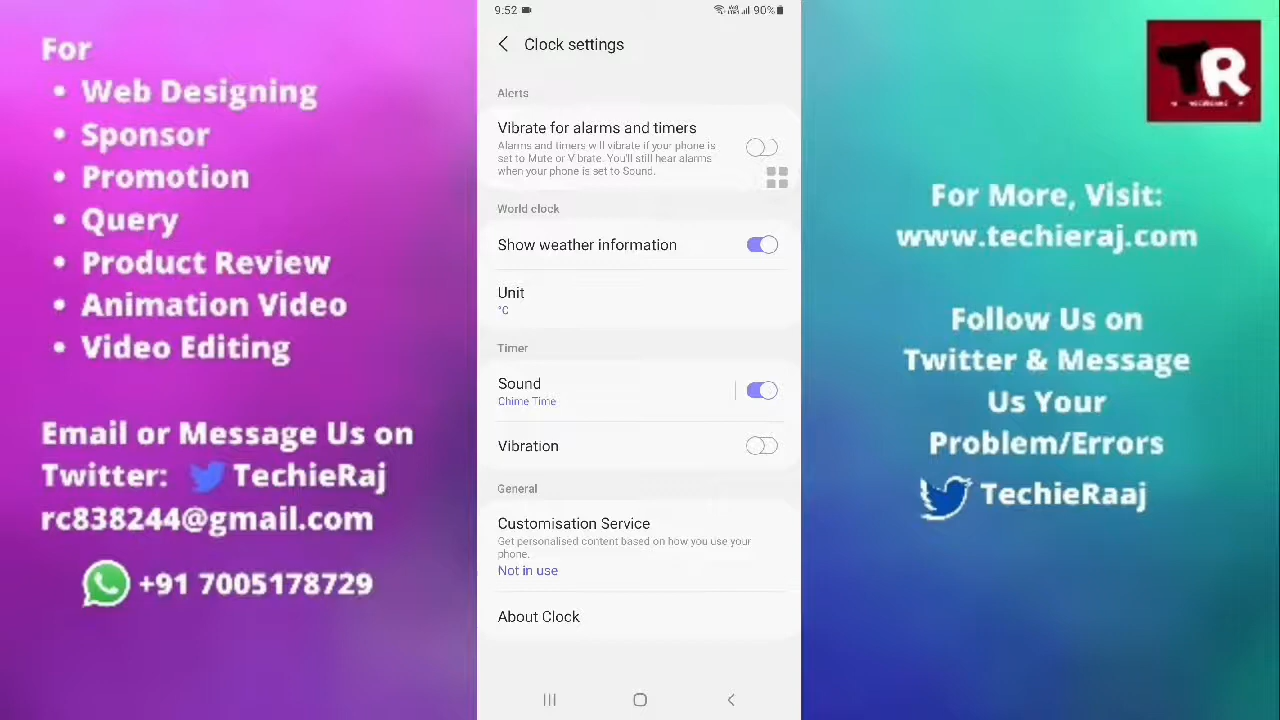 For
• Web Designing
• Sponsor
• Promotion
• Query
• Product Review
• Animation Video
• Video Editing
Email or Message Us on
Twitter: TechieRaj
rc838244@gmail.com
+91 7005178729
9:52 90%
Clock settings
Alerts
Vibrate for alarms and timers
Alarms and timers will vibrate if your phone is
set to Mute or Vibrate. You'll still hear alarms
when your phone is set to Sound.
World clock
Show weather information
Unit
°C
Timer
Sound
Chime Time
Vibration
General
Customisation Service
Get personalised content based on how you use your
phone.
Not in use
About Clock
TR
For More, Visit:
www.techieraj.com
Follow Us on
Twitter & Message
Us Your
Problem/Errors
TechieRaaj